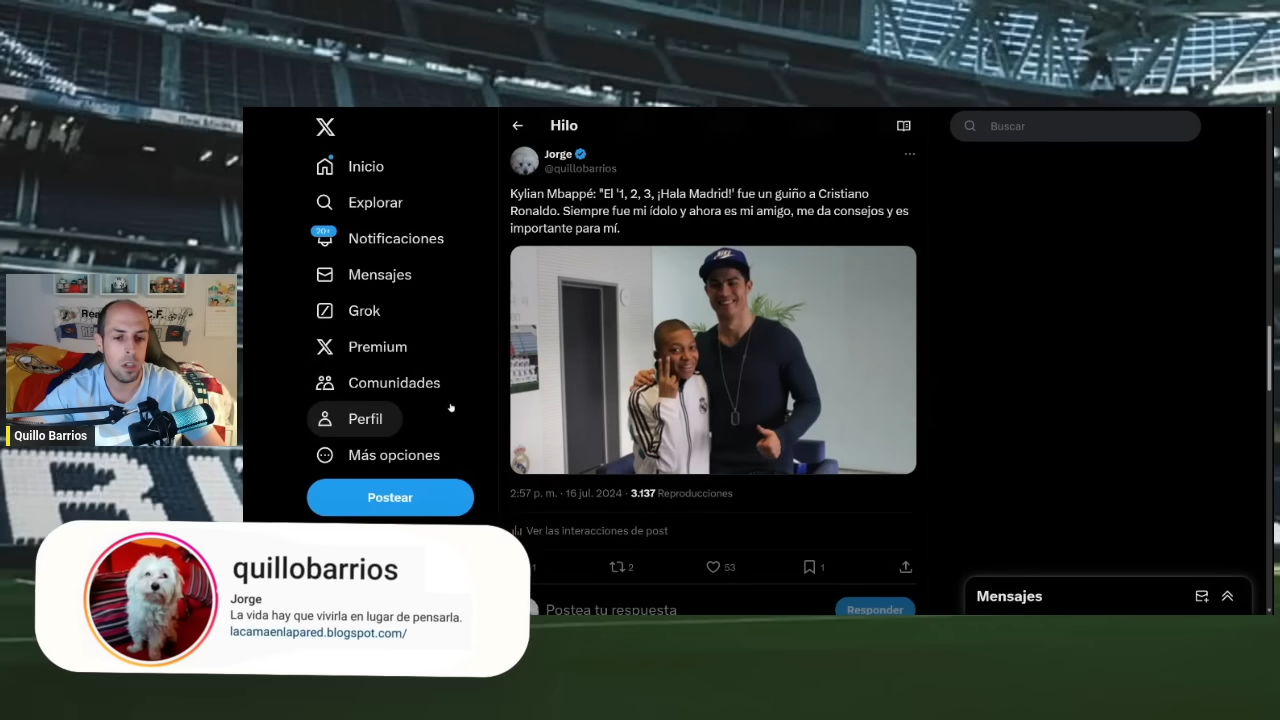 Hilo
Buscar
Jorge
@quillobarrios
Inicio
Explorar
20+
Notificaciones
Mensajes
Grok
Premium
Comunidades
Perfil
Más opciones
Postear
Kylian Mbappé: "El '1, 2, 3, ¡Hala Madrid!' fue un guiño a Cristiano
Ronaldo. Siempre fue mi ídolo y ahora es mi amigo, me da consejos y es
importante para mí.
2:57 p. m. · 16 jul. 2024 · 3.137 Reproducciones
Ver las interacciones de post
1
2
53
1
Postea tu respuesta
Responder
Mensajes
Quillo Barrios
quillobarrios
Jorge
La vida hay que vivirla en lugar de pensarla.
lacamaenlapared.blogspot.com/